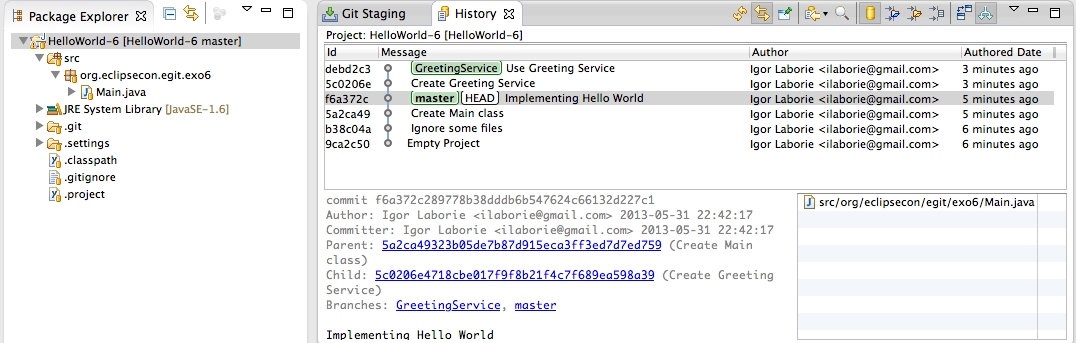 Package Explorer
HelloWorld-6 [HelloWorld-6 master]
src
org.eclipsecon.egit.exo6
Main.java
JRE System Library [JavaSE-1.6]
.git
.settings
.classpath
.gitignore
.project
Git Staging
History
Project: HelloWorld-6 [HelloWorld-6]
Id Message Author Authored Date
debd2c3 GreetingService Use Greeting Service Igor Laborie <ilaborie@gmail.com> 3 minutes ago
5c0206e Create Greeting Service Igor Laborie <ilaborie@gmail.com> 3 minutes ago
f6a372c master HEAD Implementing Hello World Igor Laborie <ilaborie@gmail.com> 5 minutes ago
5a2ca49 Create Main class Igor Laborie <ilaborie@gmail.com> 5 minutes ago
b38c04a Ignore some files Igor Laborie <ilaborie@gmail.com> 6 minutes ago
9ca2c50 Empty Project Igor Laborie <ilaborie@gmail.com> 6 minutes ago
commit f6a372c289778b38dddb6b547624c66132d227c1
Author: Igor Laborie <ilaborie@gmail.com> 2013-05-31 22:42:17
Committer: Igor Laborie <ilaborie@gmail.com> 2013-05-31 22:42:17
Parent: 5a2ca49323b05de7b87d915eca3ff3ed7d7ed759 (Create Main
class)
Child: 5c0206e4718cbe017f9f8b21f4c7f689ea598a39 (Create Greeting
Service)
Branches: GreetingService, master
Implementing Hello World
src/org/eclipsecon/egit/exo6/Main.java